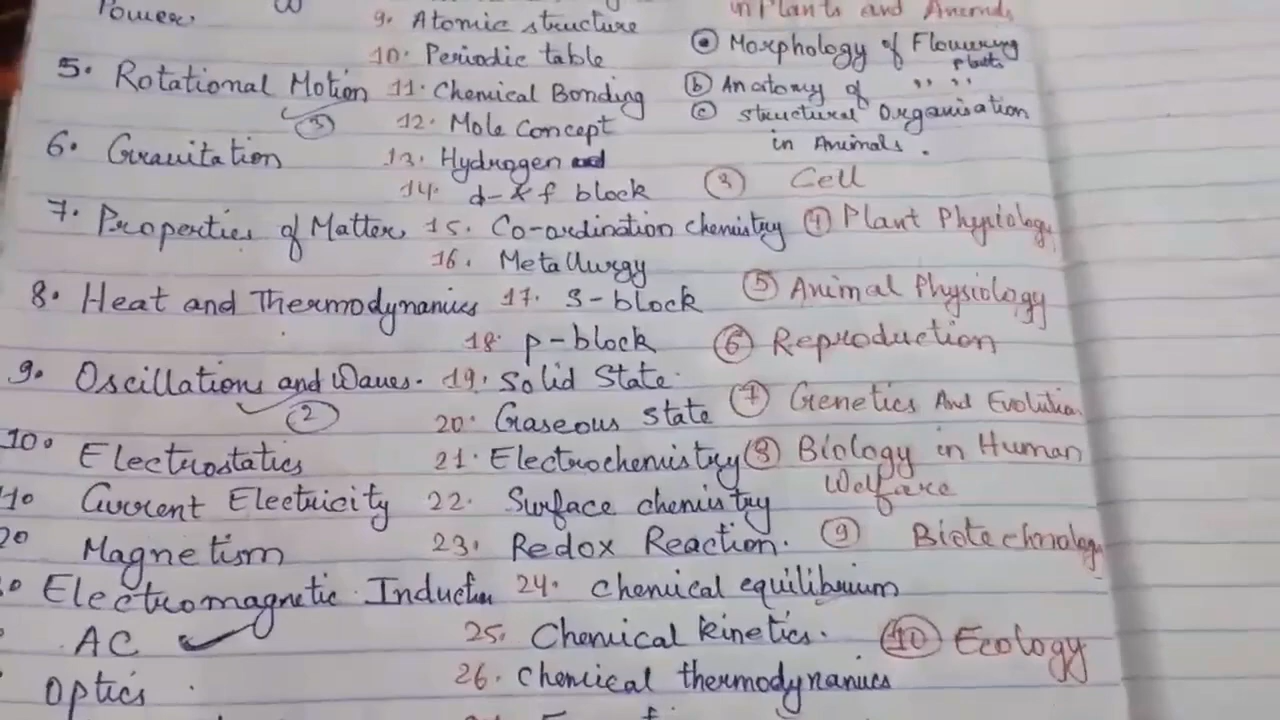 Power
5. Rotational Motion
3
6. Gravitation
7. Properties of Matter
8. Heat and Thermodynamics
9. Oscillations and Waves.
2
10. Electrostatics
Current Electricity
Magnetism
Electromagnetic Induction
AC
Optics
9. Atomic structure
10. Periodic table
11. Chemical Bonding
12. Mole Concept
13. Hydrogen
14. d- & f block
15. Co-ordination chemistry
16. Metallurgy
17. S-block
18. p-block
19. Solid State
20. Gaseous state
21. Electrochemistry
22. Surface chemistry
23. Redox Reaction.
24. Chemical equilibrium
25. Chemical kinetics.
26. Chemical thermodynamics
in Plants and Animals
a Morphology of Flowering
Plants
b Anatomy of " "
c Structural Organisation
in Animals.
3 Cell
4 Plant Physiology
5 Animal Physiology
6 Reproduction
7 Genetics And Evolution
8 Biology in Human
Welfare
9 Biotechnology
10 Ecology